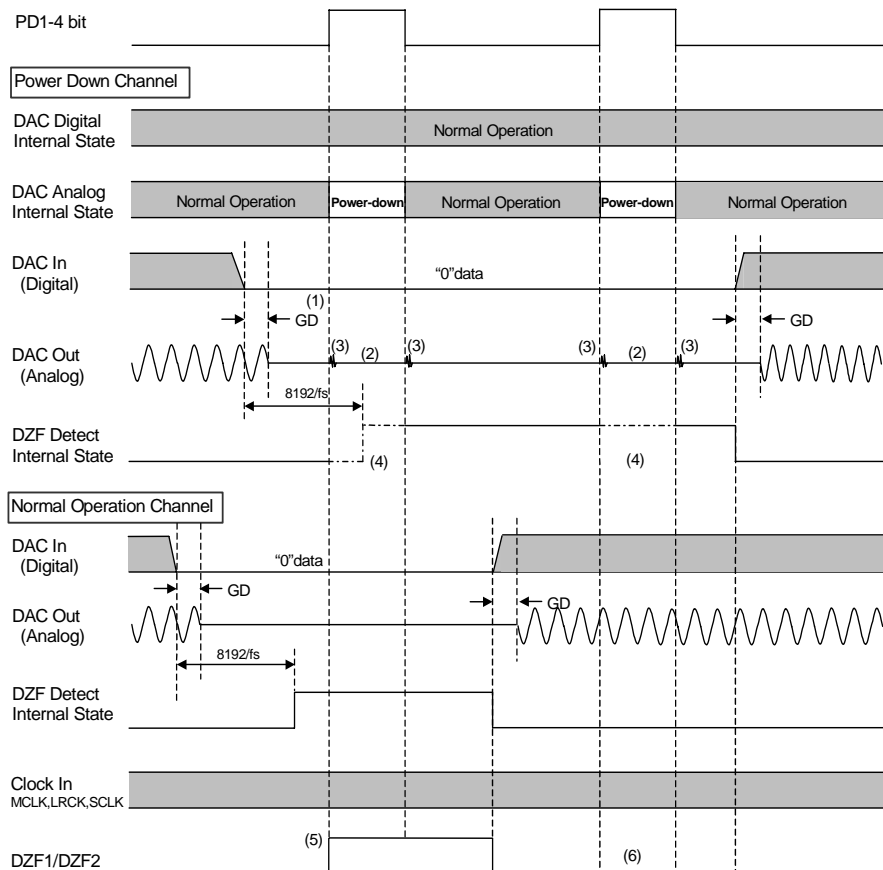 PD1-4 bit
Power Down Channel
DAC Digital
Internal State
Normal Operation
DAC Analog
Internal State
Normal Operation
Power-down
Normal Operation
Power-down
Normal Operation
DAC In
(Digital)
“0”data
(1)
GD
GD
DAC Out
(Analog)
(3)
(2)
(3)
(3)
(2)
(3)
8192/fs
DZF Detect
Internal State
(4)
(4)
Normal Operation Channel
DAC In
(Digital)
“0”data
GD
GD
DAC Out
(Analog)
8192/fs
DZF Detect
Internal State
Clock In
MCLK,LRCK,SCLK
DZF1/DZF2
(5)
(6)